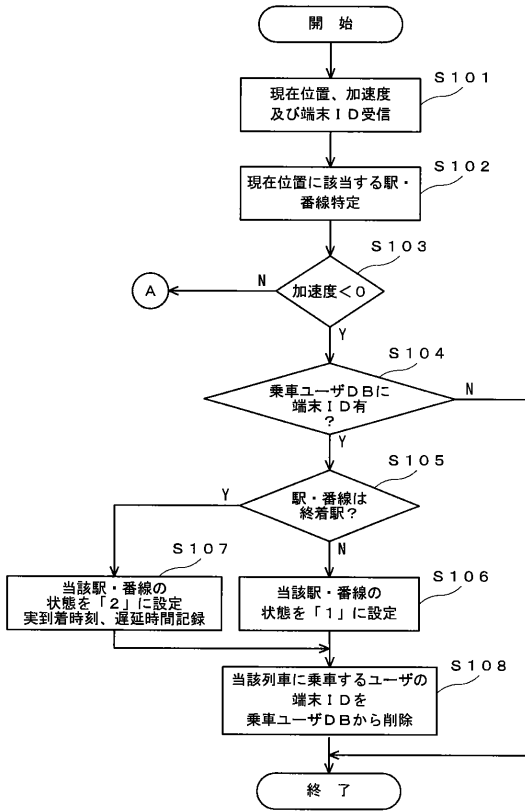 開 始
S101
現在位置、加速度
及び端末ID受信
S102
現在位置に該当する駅・
番線特定
S103
加速度<0
N
A
Y
S104
乗車ユーザDBに
端末ID有
?
N
Y
S105
駅・番線は
終着駅?
Y
N
S107
当該駅・番線の
状態を「2」に設定
実到着時刻、遅延時間記録
S106
当該駅・番線の
状態を「1」に設定
S108
当該列車に乗車するユーザの
端末IDを
乗車ユーザDBから削除
終 了